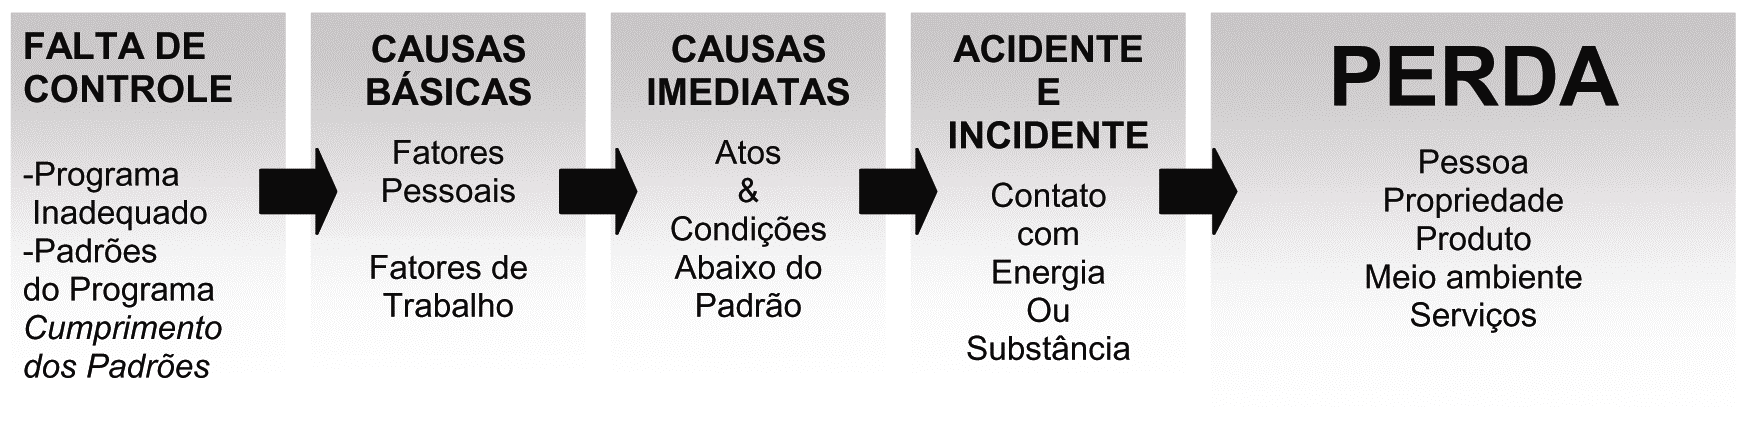 FALTA DE
CONTROLE
-Programa
Inadequado
-Padrões
do Programa
Cumprimento
dos Padrões
CAUSAS
BÁSICAS
Fatores
Pessoais
Fatores de
Trabalho
CAUSAS
IMEDIATAS
Atos
&
Condições
Abaixo do
Padrão
ACIDENTE
E
INCIDENTE
Contato
com
Energia
Ou
Substância
PERDA
Pessoa
Propriedade
Produto
Meio ambiente
Serviços